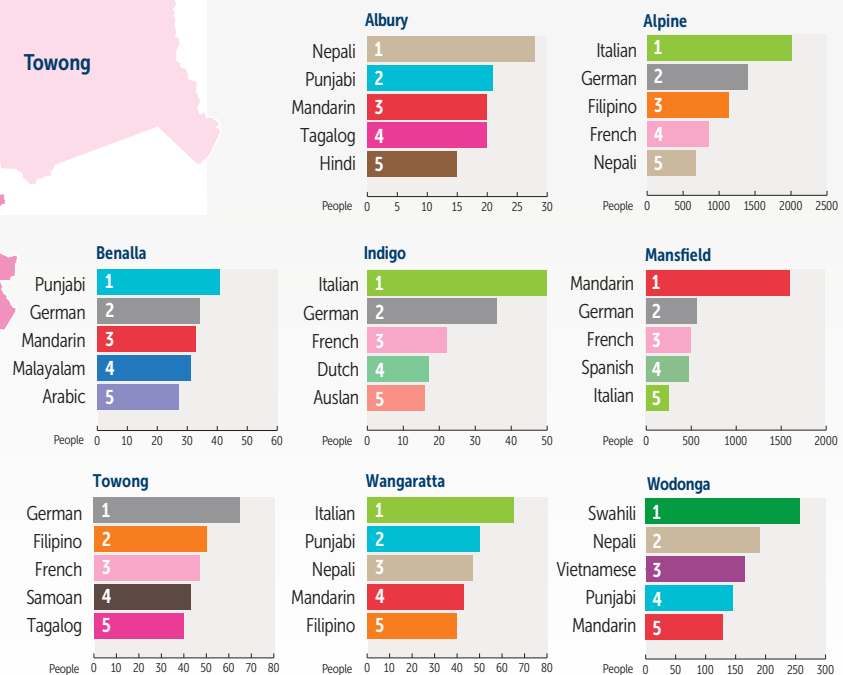 Towong
Albury
Nepali 1
Punjabi 2
Mandarin 3
Tagalog 4
Hindi 5
People 0 5 10 15 20 25 30
Alpine
Italian 1
German 2
Filipino 3
French 4
Nepali 5
People 0 500 1000 1500 2000 2500
Benalla
Punjabi 1
German 2
Mandarin 3
Malayalam 4
Arabic 5
People 0 10 20 30 40 50 60
Indigo
Italian 1
German 2
French 3
Dutch 4
Auslan 5
People 0 10 20 30 40 50
Mansfield
Mandarin 1
German 2
French 3
Spanish 4
Italian 5
People 0 500 1000 1500 2000
Towong
German 1
Filipino 2
French 3
Samoan 4
Tagalog 5
People 0 10 20 30 40 50 60 70 80
Wangaratta
Italian 1
Punjabi 2
Nepali 3
Mandarin 4
Filipino 5
People 0 10 20 30 40 50 60 70 80
Wodonga
Swahili 1
Nepali 2
Vietnamese 3
Punjabi 4
Mandarin 5
People 0 50 100 150 200 250 300